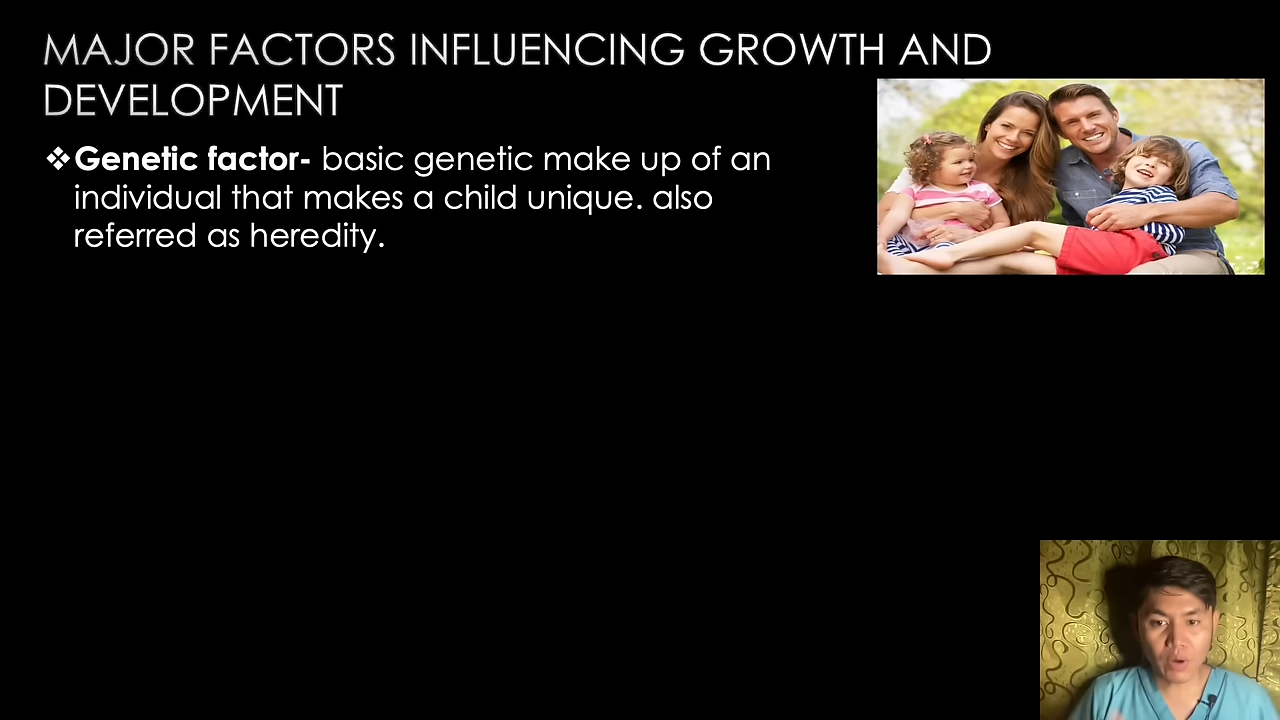 MAJOR FACTORS INFLUENCING GROWTH AND
DEVELOPMENT
❖Genetic factor- basic genetic make up of an
individual that makes a child unique. also
referred as heredity.